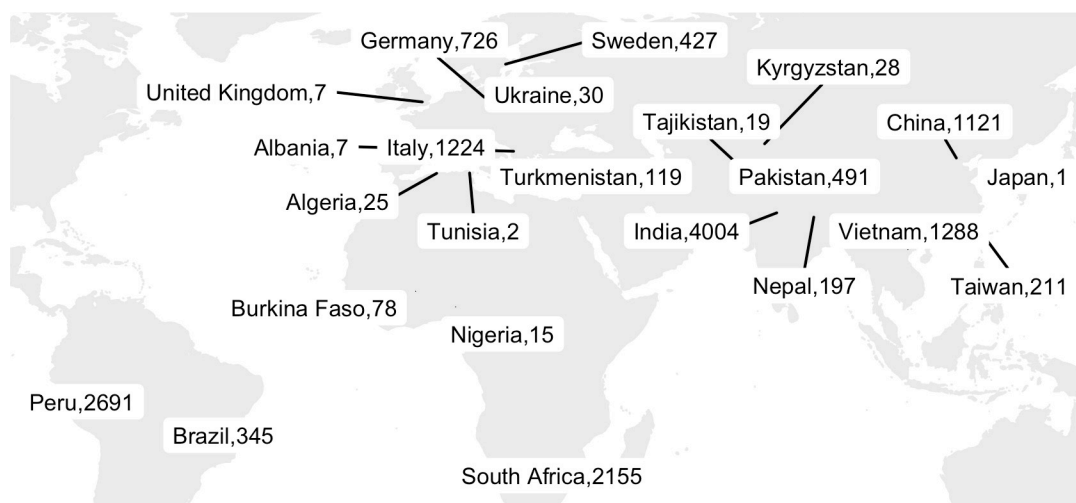 Germany,726
Sweden,427
Kyrgyzstan,28
United Kingdom,7
Ukraine,30
Tajikistan,19
China,1121
Albania,7
Italy,1224
Turkmenistan,119
Pakistan,491
Japan,1
Algeria,25
Tunisia,2
India,4004
Vietnam,1288
Nepal,197
Taiwan,211
Burkina Faso,78
Nigeria,15
Peru,2691
Brazil,345
South Africa,2155